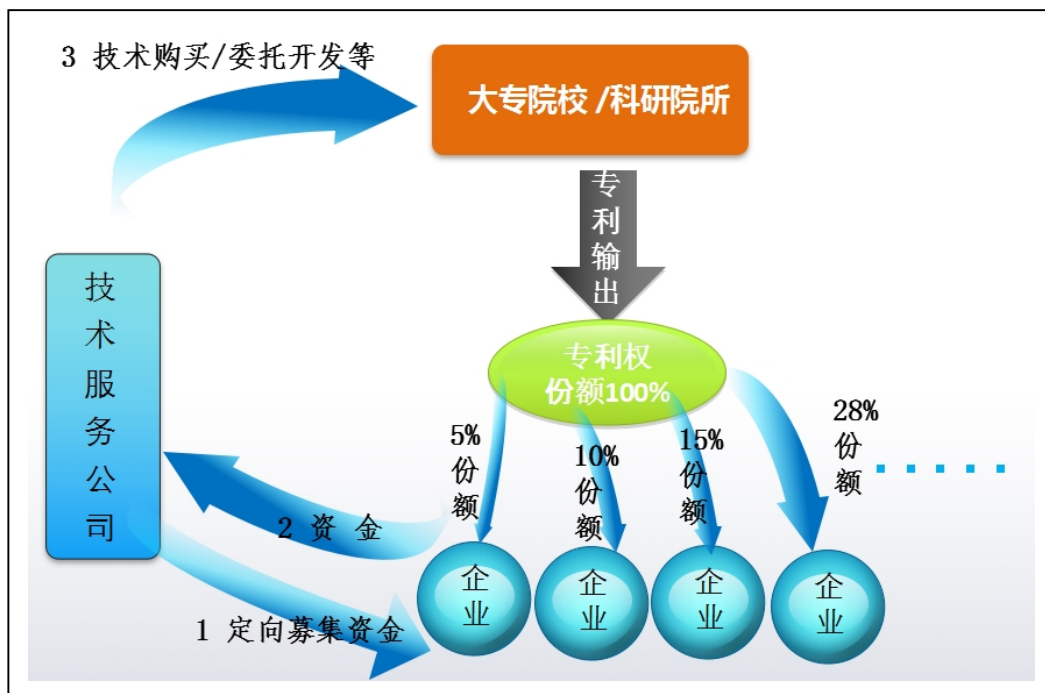 3 技术购买/委托开发等
大专院校 /科研院所
专利输出
技术服务公司
专利权
份额100%
5%
份额
10%
份额
15%
份额
28%
份额
2 资 金
企业
企业
企业
企业
1 定向募集资金